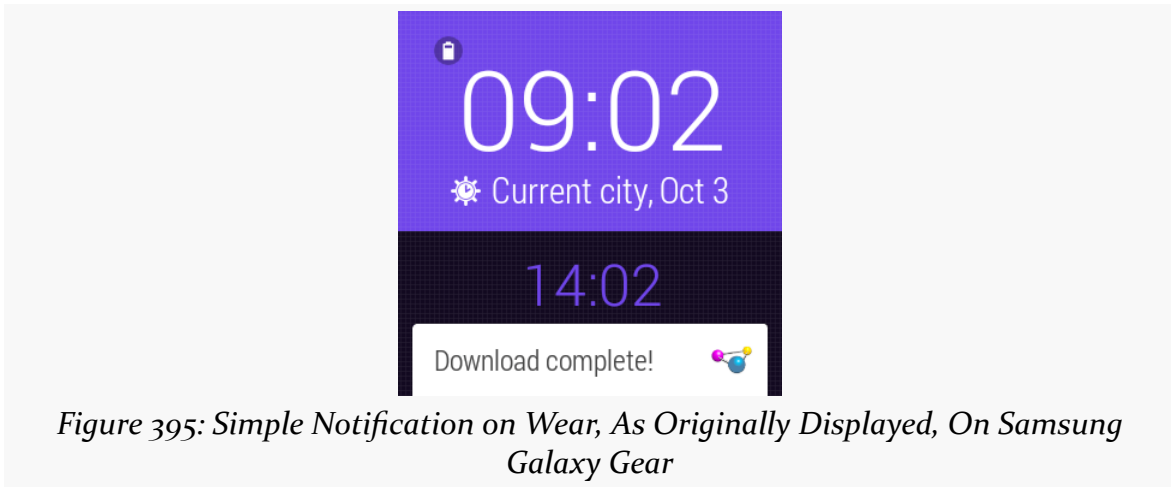 09:02
Current city, Oct 3
14:02
Download complete!
Figure 395: Simple Notification on Wear, As Originally Displayed, On Samsung
Galaxy Gear